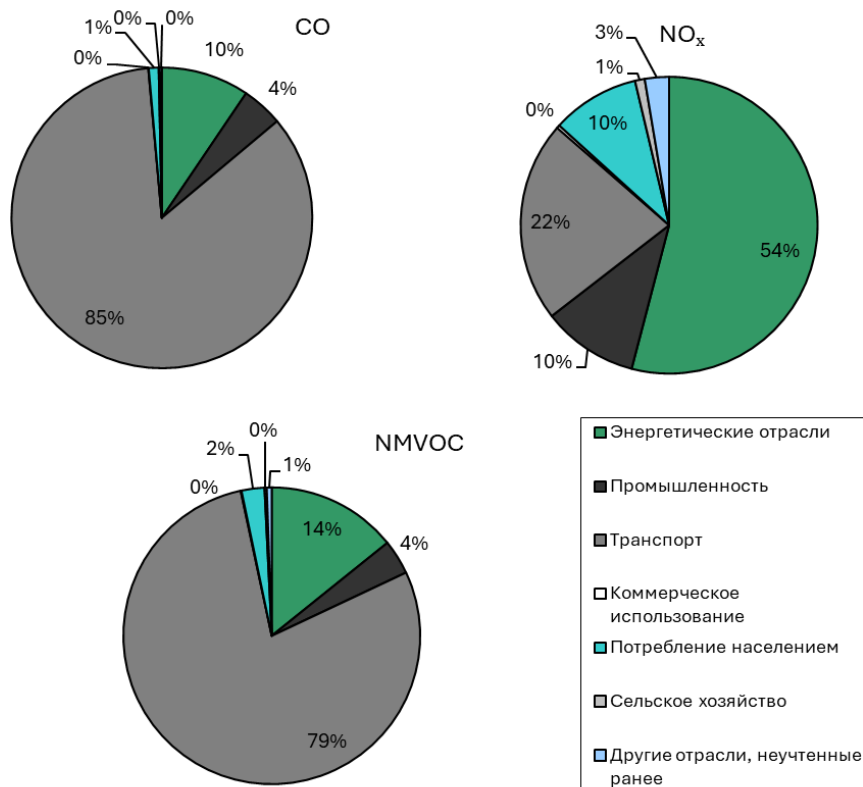 CO
0%
0%
1%
0%
10%
4%
85%
NOₓ
3%
1%
0%
10%
22%
54%
10%
NMVOC
0%
2%
1%
0%
14%
4%
79%
Энергетические отрасли
Промышленность
Транспорт
Коммерческое
использование
Потребление населением
Сельское хозяйство
Другие отрасли, неучтенные
ранее